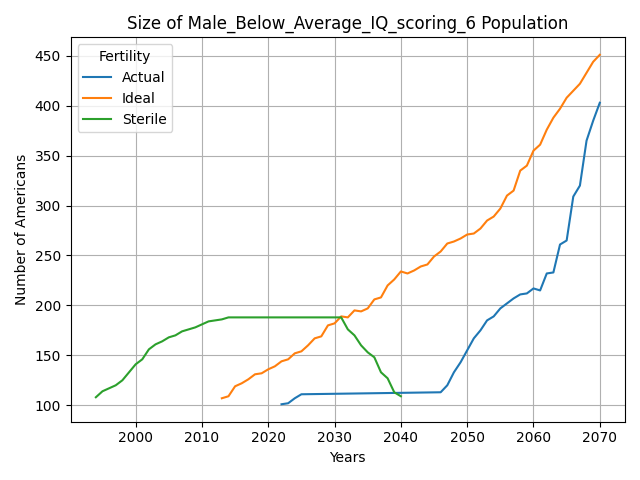 Size of Male_Below_Average_IQ_scoring_6 Population
Fertility
Actual
Ideal
Sterile
Number of Americans
450
400
350
300
250
200
150
100
2000
2010
2020
2030
2040
2050
2060
2070
Years